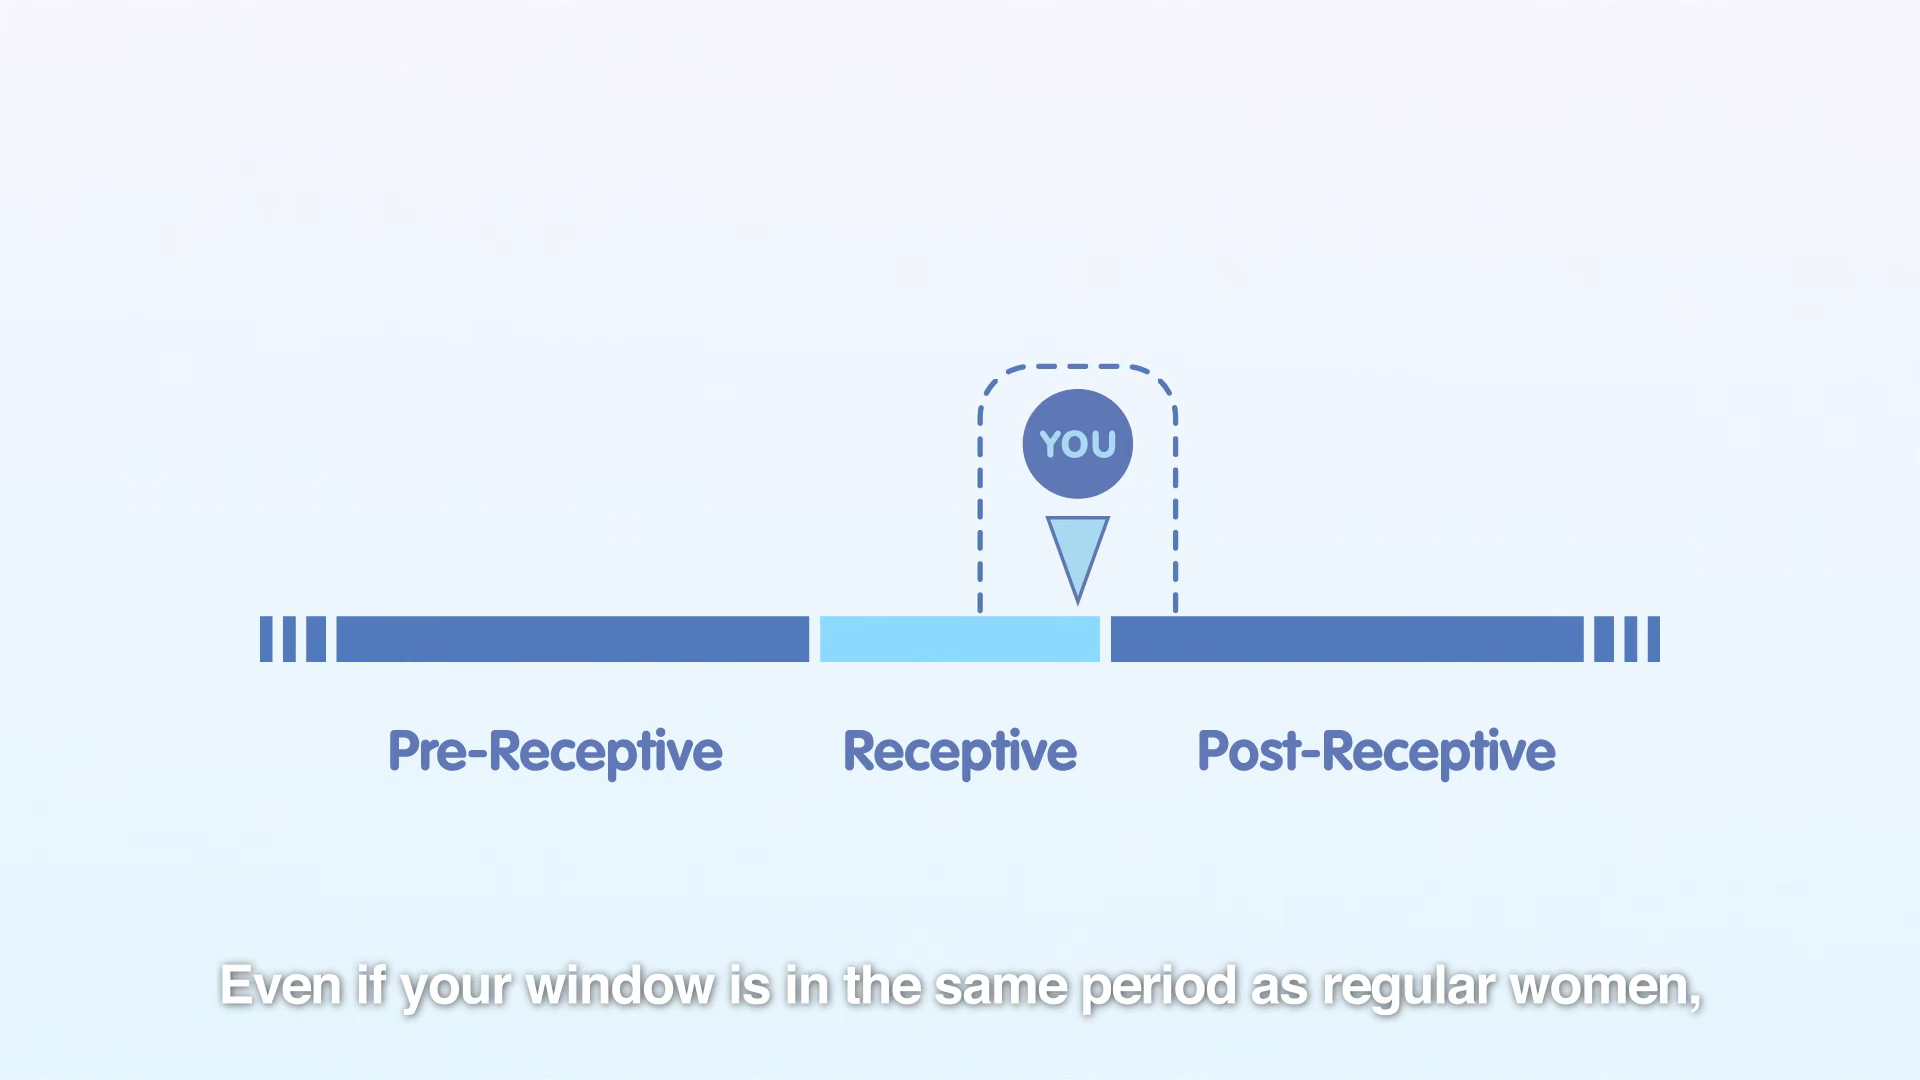 YOU
Pre-Receptive Receptive Post-Receptive
Even if your window is in the same period as regular women,